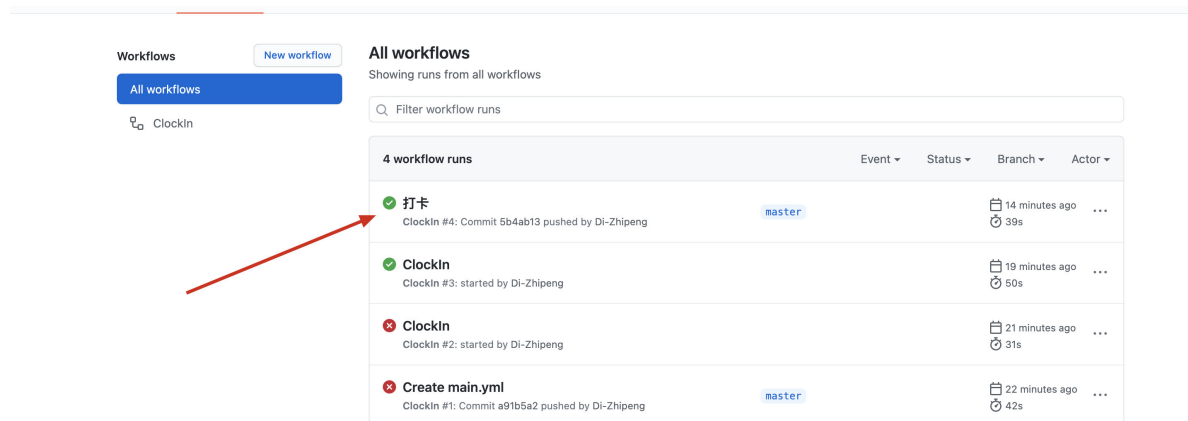 Workflows
New workflow
All workflows
ClockIn
All workflows
Showing runs from all workflows
Filter workflow runs
4 workflow runs Event Status Branch Actor
打卡
ClockIn #4: Commit 5b4ab13 pushed by Di-Zhipeng
master
14 minutes ago
39s
ClockIn
ClockIn #3: started by Di-Zhipeng
19 minutes ago
50s
ClockIn
ClockIn #2: started by Di-Zhipeng
21 minutes ago
31s
Create main.yml
ClockIn #1: Commit a91b5a2 pushed by Di-Zhipeng
master
22 minutes ago
42s